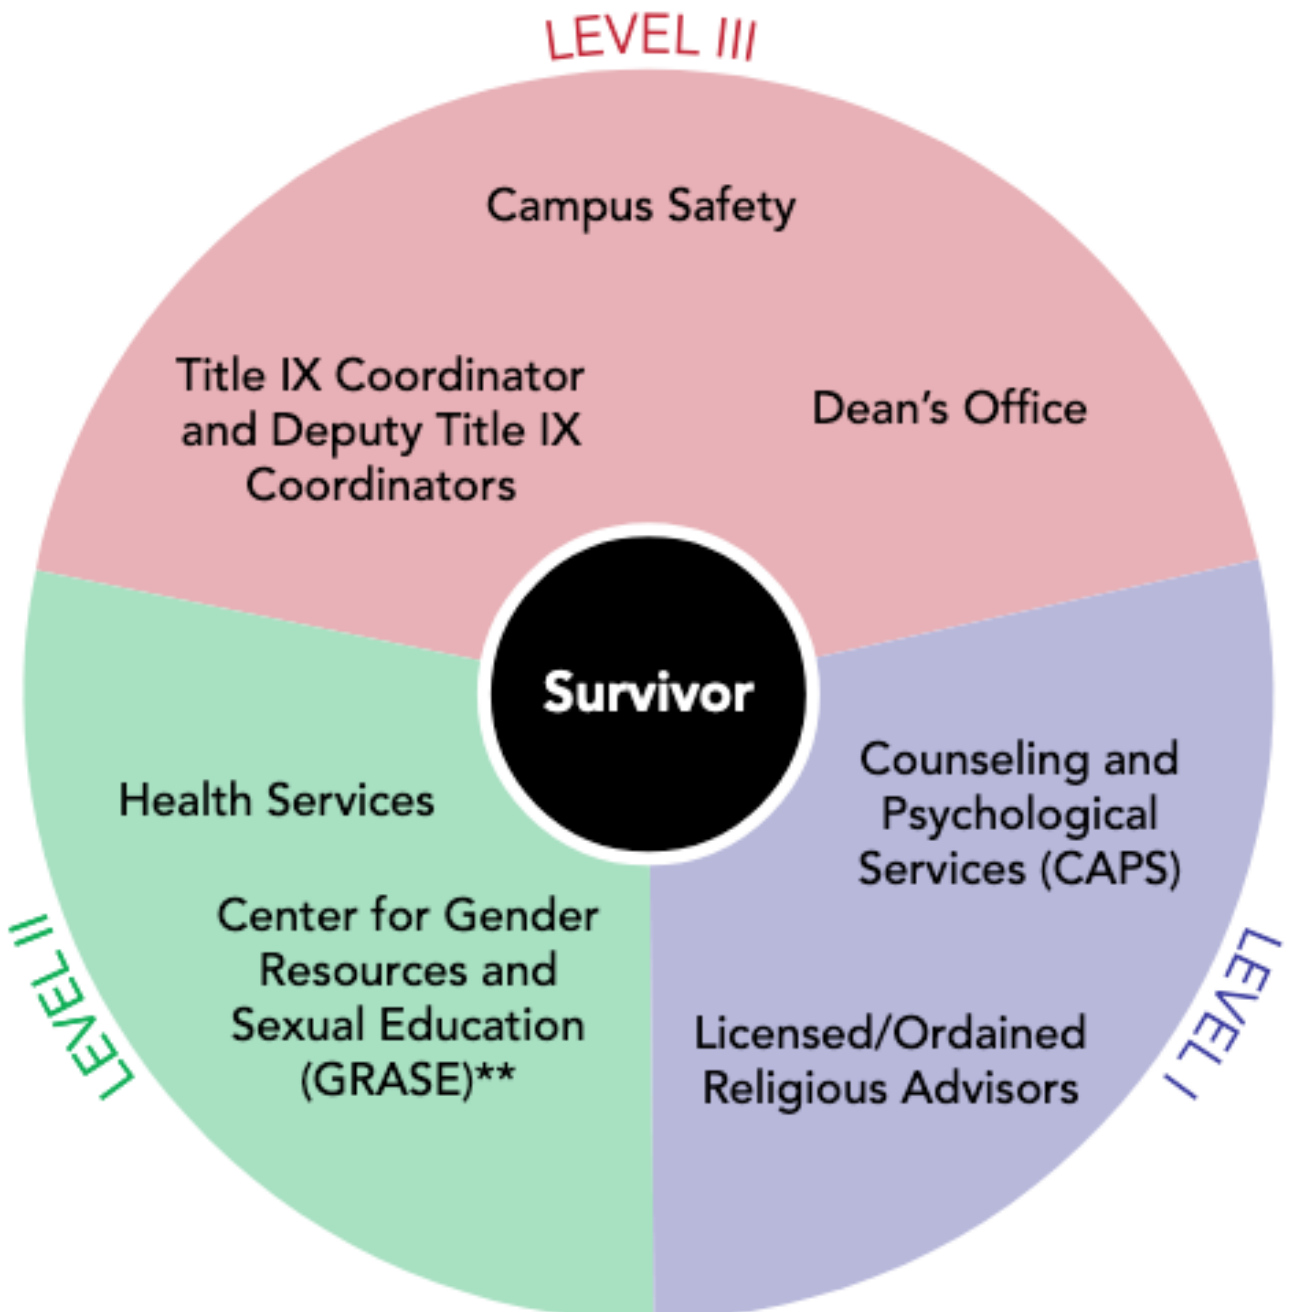 LEVEL III
Campus Safety
Title IX Coordinator
and Deputy Title IX
Coordinators
Dean’s Office
Survivor
Health Services
Center for Gender
Resources and
Sexual Education
(GRASE)**
LEVEL II
Counseling and
Psychological
Services (CAPS)
Licensed/Ordained
Religious Advisors
LEVEL I